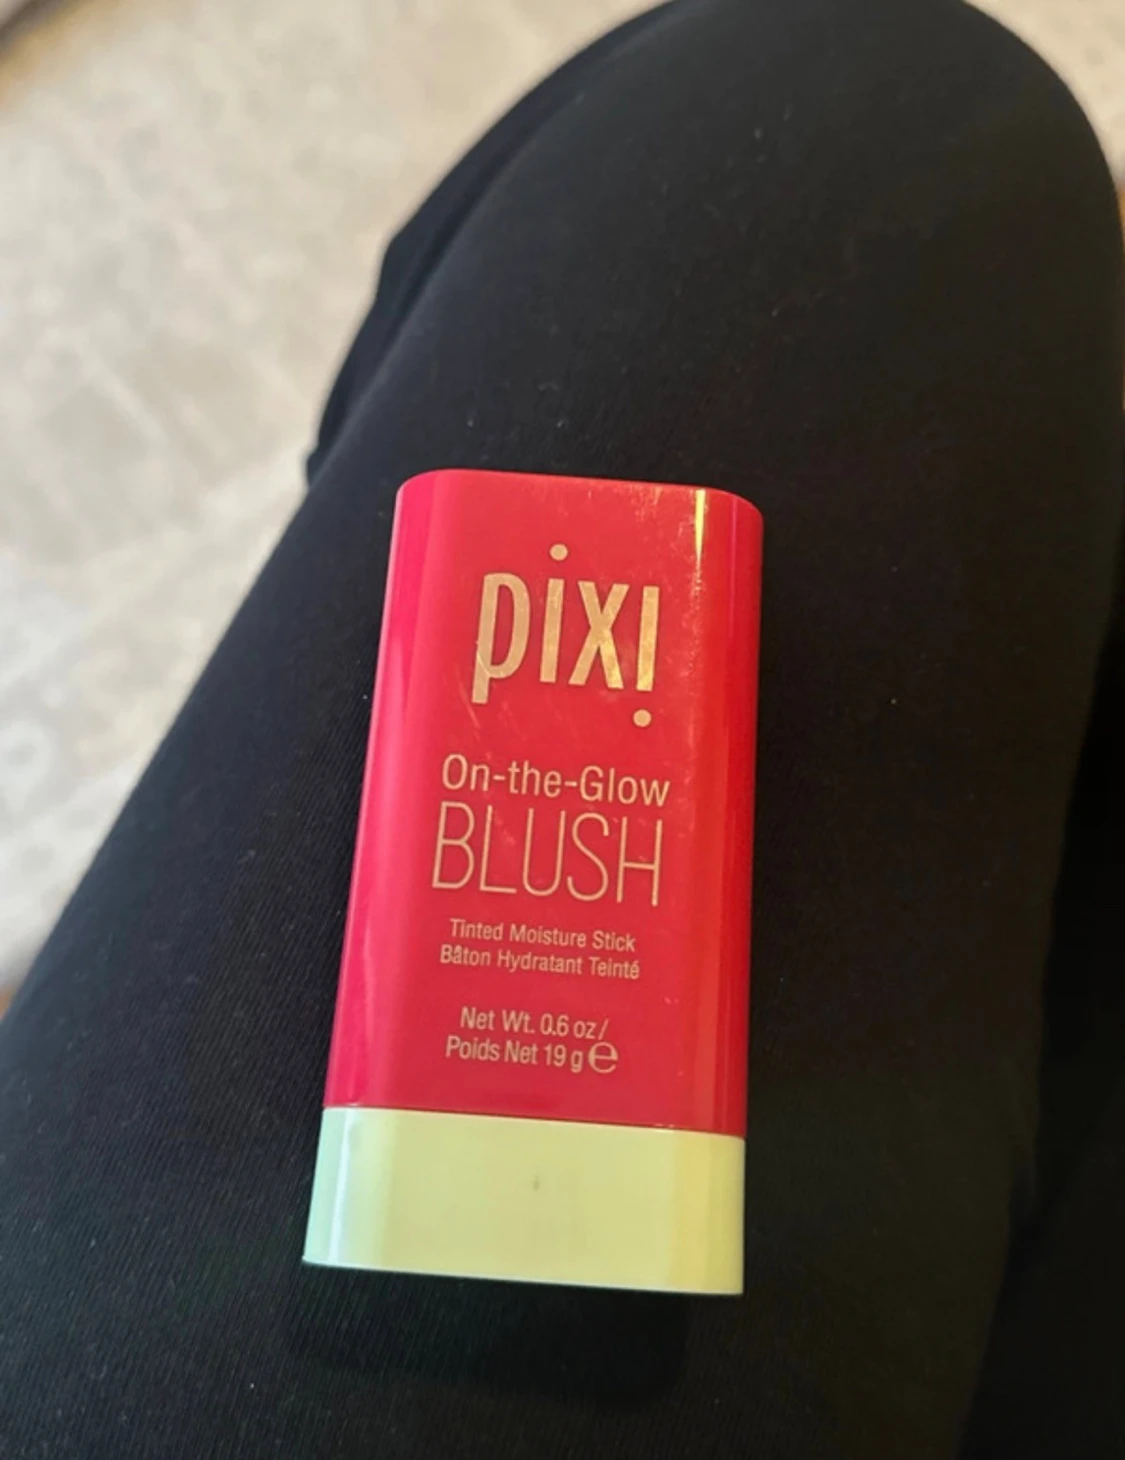 pixi
On-the-Glow
BLUSH
Tinted Moisture Stick
Bâton Hydratant Teinté
Net Wt. 0.6 oz/
Poids Net 19 g ℮